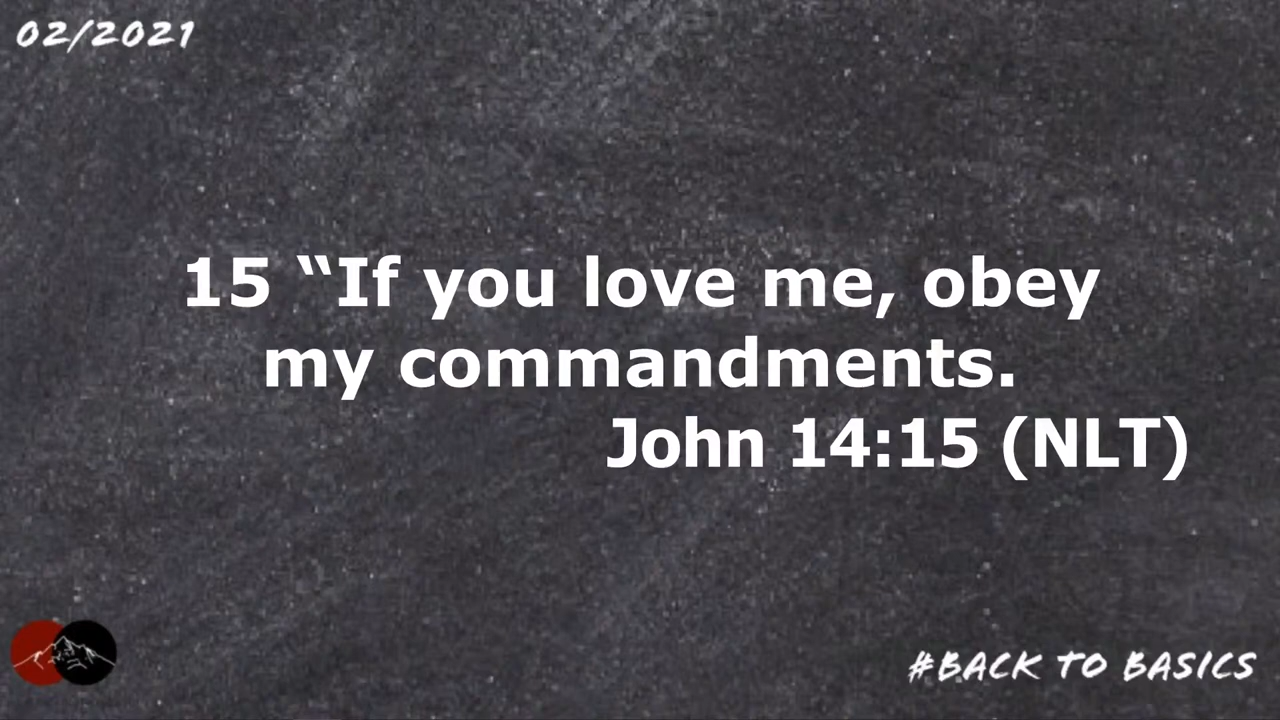 02/2021
15 “If you love me, obey
my commandments.
John 14:15 (NLT)
#BACK TO BASICS